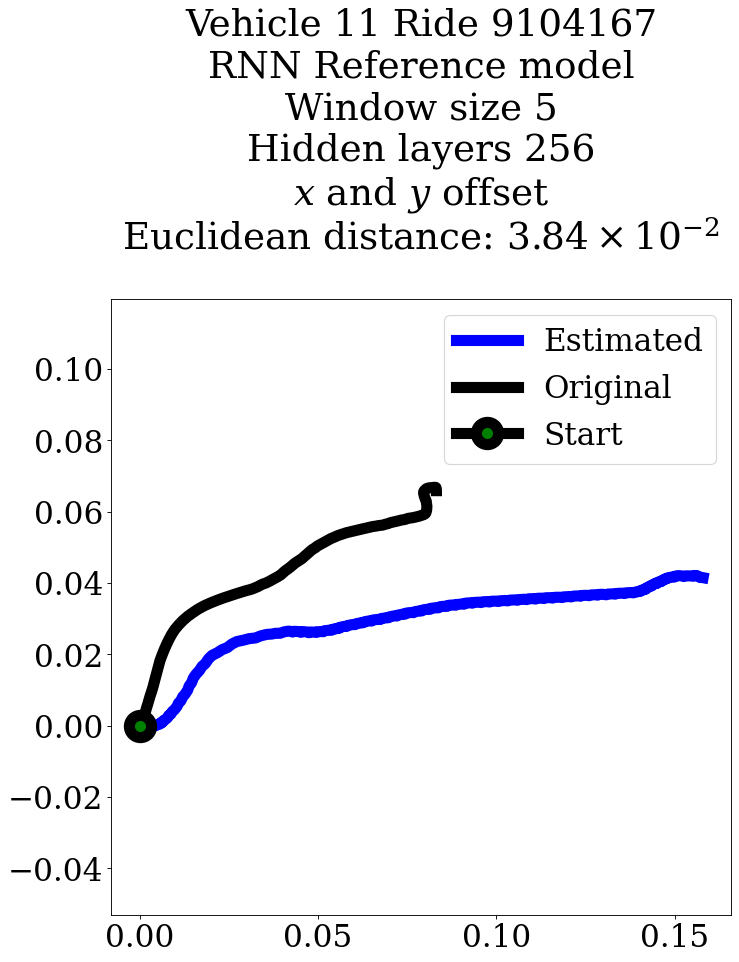 Vehicle 11 Ride 9104167
RNN Reference model
Window size 5
Hidden layers 256
x and y offset
Euclidean distance: 3.84 × 10⁻²
Estimated
Original
Start
0.10
0.08
0.06
0.04
0.02
0.00
−0.02
−0.04
0.00 0.05 0.10 0.15